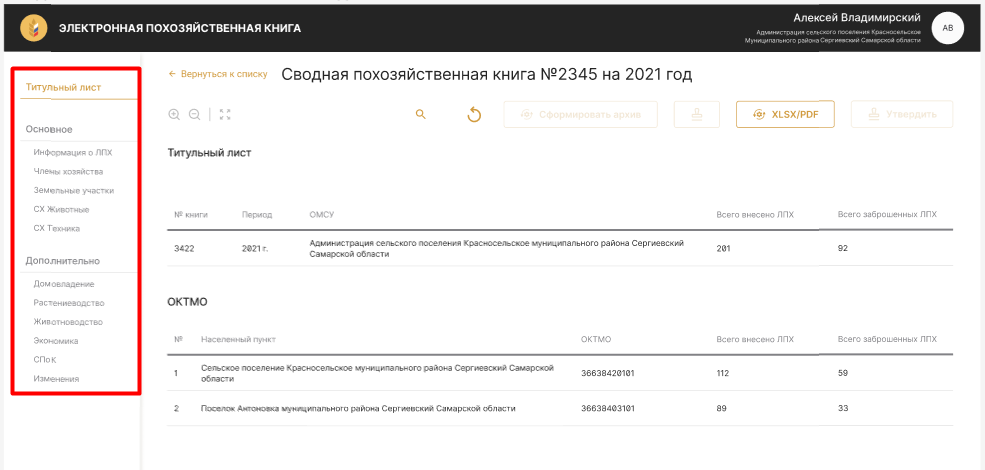 ЭЛЕКТРОННАЯ ПОХОЗЯЙСТВЕННАЯ КНИГА
Алексей Владимирский
Администрация сельского поселения Красносельское
Муниципального района Сергиевский Самарской области
АВ
Титульный лист
Основное
Информация о ЛПХ
Члены хозяйства
Земельные участки
СХ Животные
СХ Техника
Дополнительно
Домовладение
Растениеводство
Животноводство
Экономика
СПоК
Изменения
← Вернуться к списку
Сводная похозяйственная книга №2345 на 2021 год
Сформировать архив
XLSX/PDF
Утвердить
Титульный лист
№ книги Период ОМСУ Всего внесено ЛПХ Всего заброшенных ЛПХ
3422 2021 г. Администрация сельского поселения Красносельское муниципального района Сергиевский 201 92
Самарской области
ОКТМО
№ Населенный пункт ОКТМО Всего внесено ЛПХ Всего заброшенных ЛПХ
1 Сельское поселение Красносельское муниципального района Сергиевский Самарской 36638420101 112 59
области
2 Поселок Антоновка муниципального района Сергиевский Самарской области 36638403101 89 33